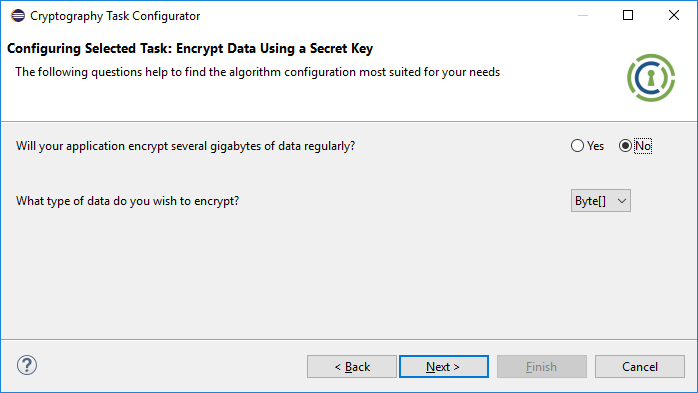 Cryptography Task Configurator
Configuring Selected Task: Encrypt Data Using a Secret Key
The following questions help to find the algorithm configuration most suited for your needs
Will your application encrypt several gigabytes of data regularly?
Yes
No
What type of data do you wish to encrypt?
Byte[]
?
< Back
Next >
Finish
Cancel